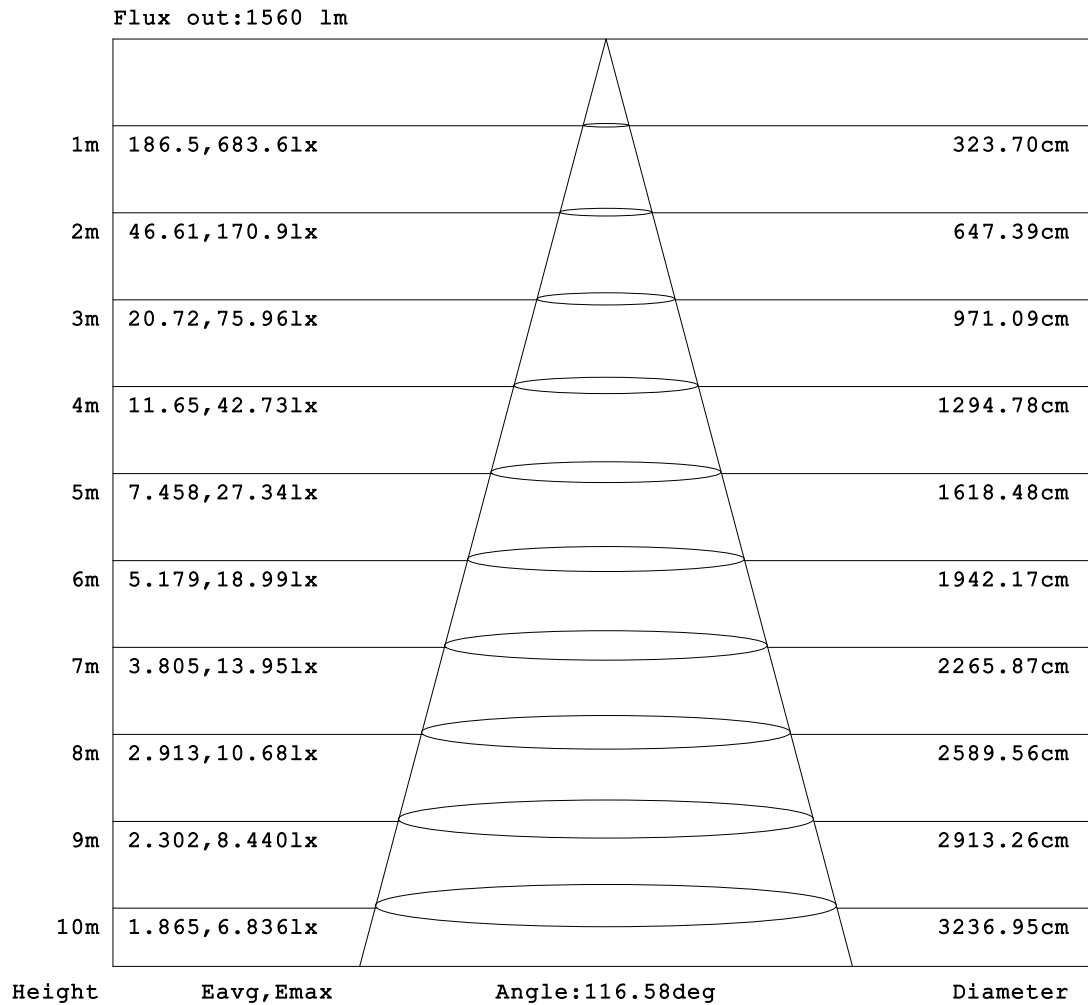 Flux out:1560 lm
1m 186.5,683.6lx 323.70cm
2m 46.61,170.9lx 647.39cm
3m 20.72,75.96lx 971.09cm
4m 11.65,42.73lx 1294.78cm
5m 7.458,27.34lx 1618.48cm
6m 5.179,18.99lx 1942.17cm
7m 3.805,13.95lx 2265.87cm
8m 2.913,10.68lx 2589.56cm
9m 2.302,8.440lx 2913.26cm
10m 1.865,6.836lx 3236.95cm
Height Eavg,Emax Angle:116.58deg Diameter